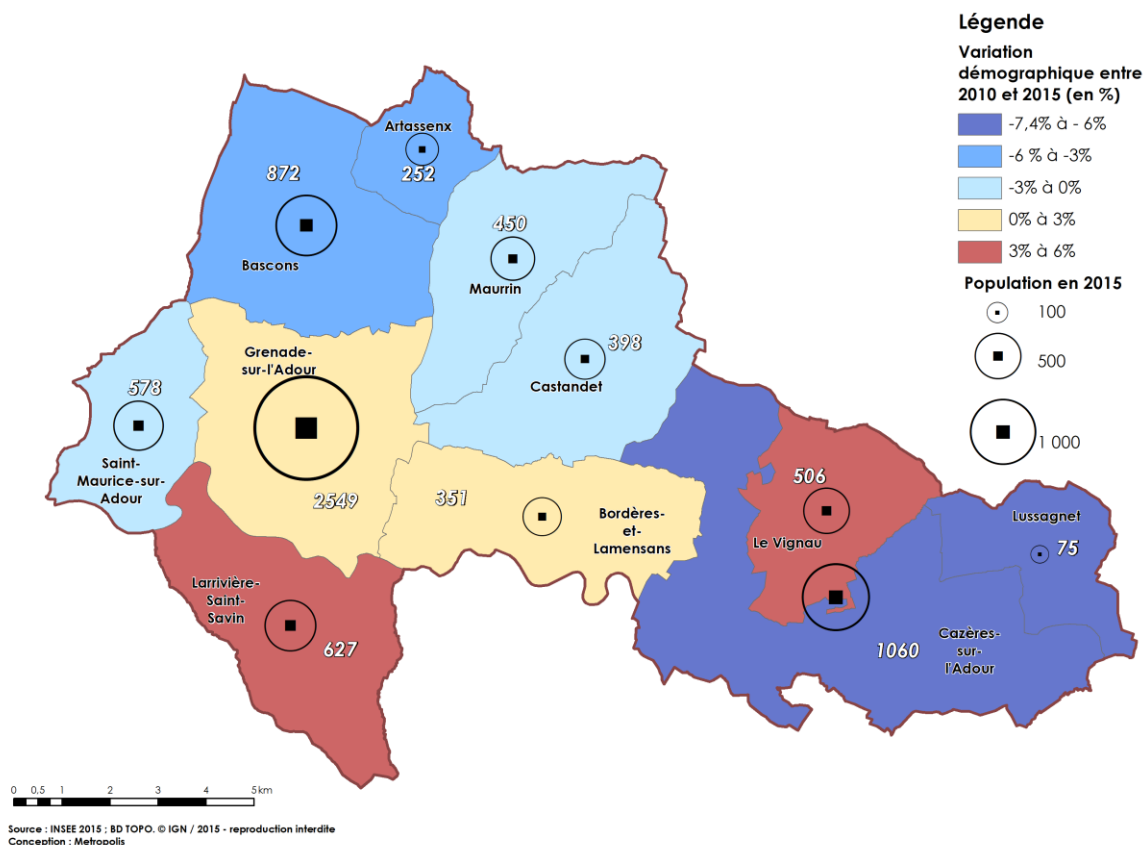 Légende
Variation
démographique entre
2010 et 2015 (en %)
-7,4% à - 6%
-6 % à -3%
-3% à 0%
0% à 3%
3% à 6%
Population en 2015
100
500
1 000
Artassenx
252
872
Bascons
450
Maurrin
398
Castandet
Grenade-
sur-l'Adour
2549
578
Saint-
Maurice-sur-
Adour
351
Bordères-
et-
Lamensans
506
Le Vignau
Lussagnet
75
Larrivière-
Saint-
Savin
627
1060
Cazères-
sur-
l'Adour
0 0.5 1 2 3 4 5 km
Source : INSEE 2015 ; BD TOPO. © IGN / 2015 - reproduction interdite
Conception : Metropolis